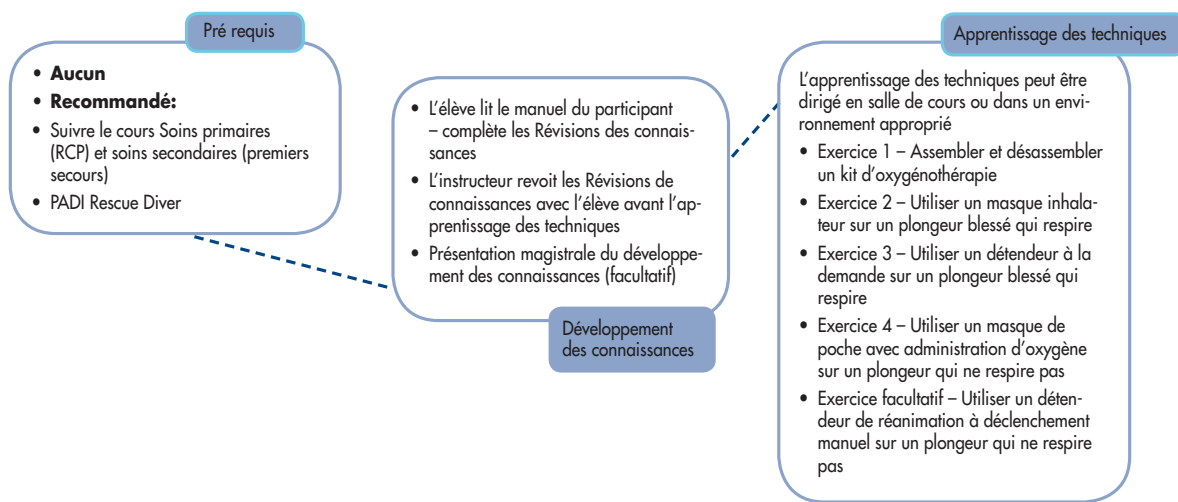 Pré requis
• Aucun
• Recommandé:
• Suivre le cours Soins primaires
(RCP) et soins secondaires (premiers
secours)
• PADI Rescue Diver
• L’élève lit le manuel du participant
– complète les Révisions des connais-
sances
• L’instructeur revoit les Révisions de
connaissances avec l’élève avant l’ap-
prentissage des techniques
• Présentation magistrale du développe-
ment des connaissances (facultatif)
Développement
des connaissances
Apprentissage des techniques
L’apprentissage des techniques peut être
dirigé en salle de cours ou dans un envi-
ronnement approprié
• Exercice 1 – Assembler et désassembler
un kit d’oxygénothérapie
• Exercice 2 – Utiliser un masque inhala-
teur sur un plongeur blessé qui respire
• Exercice 3 – Utiliser un détendeur à la
demande sur un plongeur blessé qui
respire
• Exercice 4 – Utiliser un masque de
poche avec administration d’oxygène
sur un plongeur qui ne respire pas
• Exercice facultatif – Utiliser un déten-
deur de réanimation à déclenchement
manuel sur un plongeur qui ne respire
pas